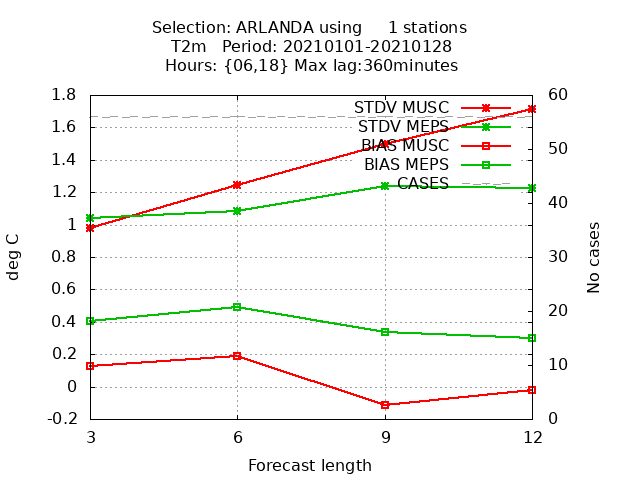 Selection: ARLANDA using     1 stations
T2m   Period: 20210101-20210128
Hours: {06,18} Max lag:360minutes
1.8
1.6
1.4
1.2
1
0.8
0.6
0.4
0.2
0
-0.2
deg C
STDV MUSC
STDV MEPS
BIAS MUSC
BIAS MEPS
CASES
60
50
40
30
20
10
0
No cases
3 6 9 12
Forecast length